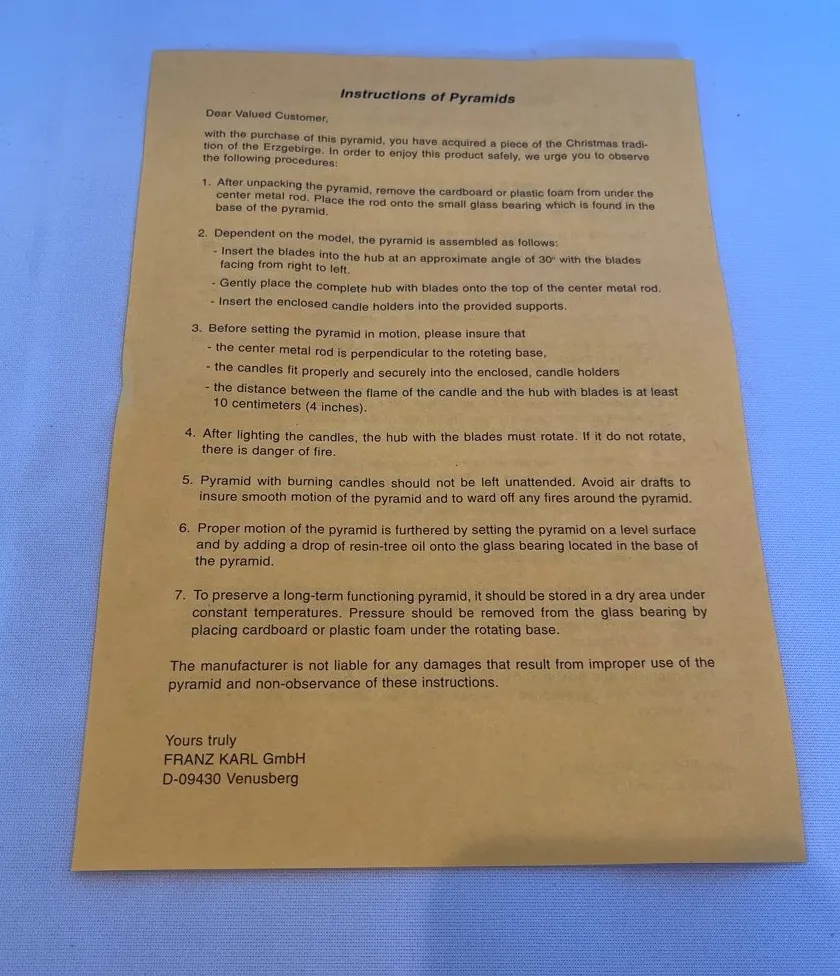 Instructions of Pyramids
Dear Valued Customer,
with the purchase of this pyramid, you have acquired a piece of the Christmas tradi-
tion of the Erzgebirge. In order to enjoy this product safely, we urge you to observe
the following procedures:
1. After unpacking the pyramid, remove the cardboard or plastic foam from under the
center metal rod. Place the rod onto the small glass bearing which is found in the
base of the pyramid.
2. Dependent on the model, the pyramid is assembled as follows:
- Insert the blades into the hub at an approximate angle of 30° with the blades
facing from right to left.
- Gently place the complete hub with blades onto the top of the center metal rod.
- Insert the enclosed candle holders into the provided supports.
3. Before setting the pyramid in motion, please insure that
- the center metal rod is perpendicular to the roteting base,
- the candles fit properly and securely into the enclosed, candle holders
- the distance between the flame of the candle and the hub with blades is at least
10 centimeters (4 inches).
4. After lighting the candles, the hub with the blades must rotate. If it do not rotate,
there is danger of fire.
5. Pyramid with burning candles should not be left unattended. Avoid air drafts to
insure smooth motion of the pyramid and to ward off any fires around the pyramid.
6. Proper motion of the pyramid is furthered by setting the pyramid on a level surface
and by adding a drop of resin-tree oil onto the glass bearing located in the base of
the pyramid.
7. To preserve a long-term functioning pyramid, it should be stored in a dry area under
constant temperatures. Pressure should be removed from the glass bearing by
placing cardboard or plastic foam under the rotating base.
The manufacturer is not liable for any damages that result from improper use of the
pyramid and non-observance of these instructions.
Yours truly
FRANZ KARL GmbH
D-09430 Venusberg